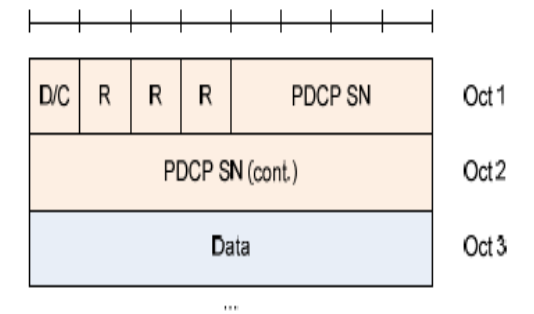 D/C R R R PDCP SN Oct 1
PDCP SN (cont.) Oct 2
Data Oct 3
...